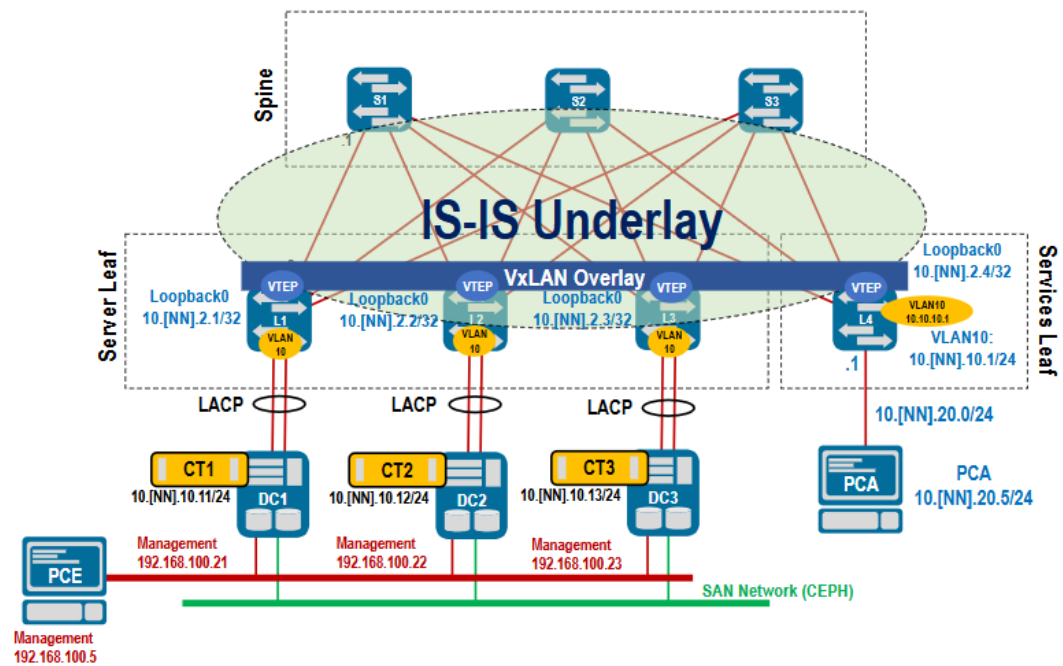 Spine
S1
S2
S3
.1
IS-IS Underlay
VxLAN Overlay
Server Leaf
Services Leaf
Loopback0
10.[NN].2.1/32
VTEP
L1
VLAN
10
Loopback0
10.[NN].2.2/32
VTEP
L2
VLAN
10
Loopback0
10.[NN].2.3/32
VTEP
L3
VLAN
10
Loopback0
10.[NN].2.4/32
VTEP
L4
VLAN10
10.10.10.1
VLAN10:
10.[NN].10.1/24
.1
LACP
LACP
LACP
10.[NN].20.0/24
CT1
10.[NN].10.11/24
DC1
CT2
10.[NN].10.12/24
DC2
CT3
10.[NN].10.13/24
DC3
PCA
PCA
10.[NN].20.5/24
Management
192.168.100.21
Management
192.168.100.22
Management
192.168.100.23
PCE
SAN Network (CEPH)
Management
192.168.100.5